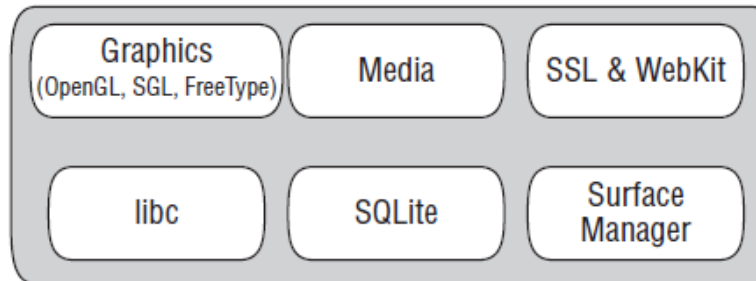 Graphics
(OpenGL, SGL, FreeType)
Media
SSL & WebKit
libc
SQLite
Surface
Manager